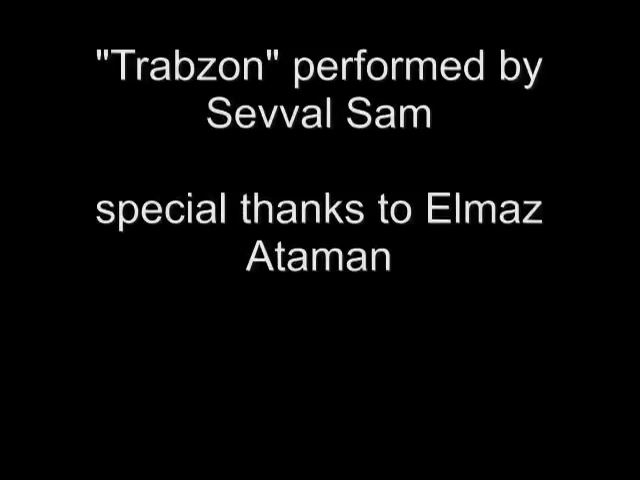 "Trabzon" performed by
Sevval Sam
special thanks to Elmaz
Ataman